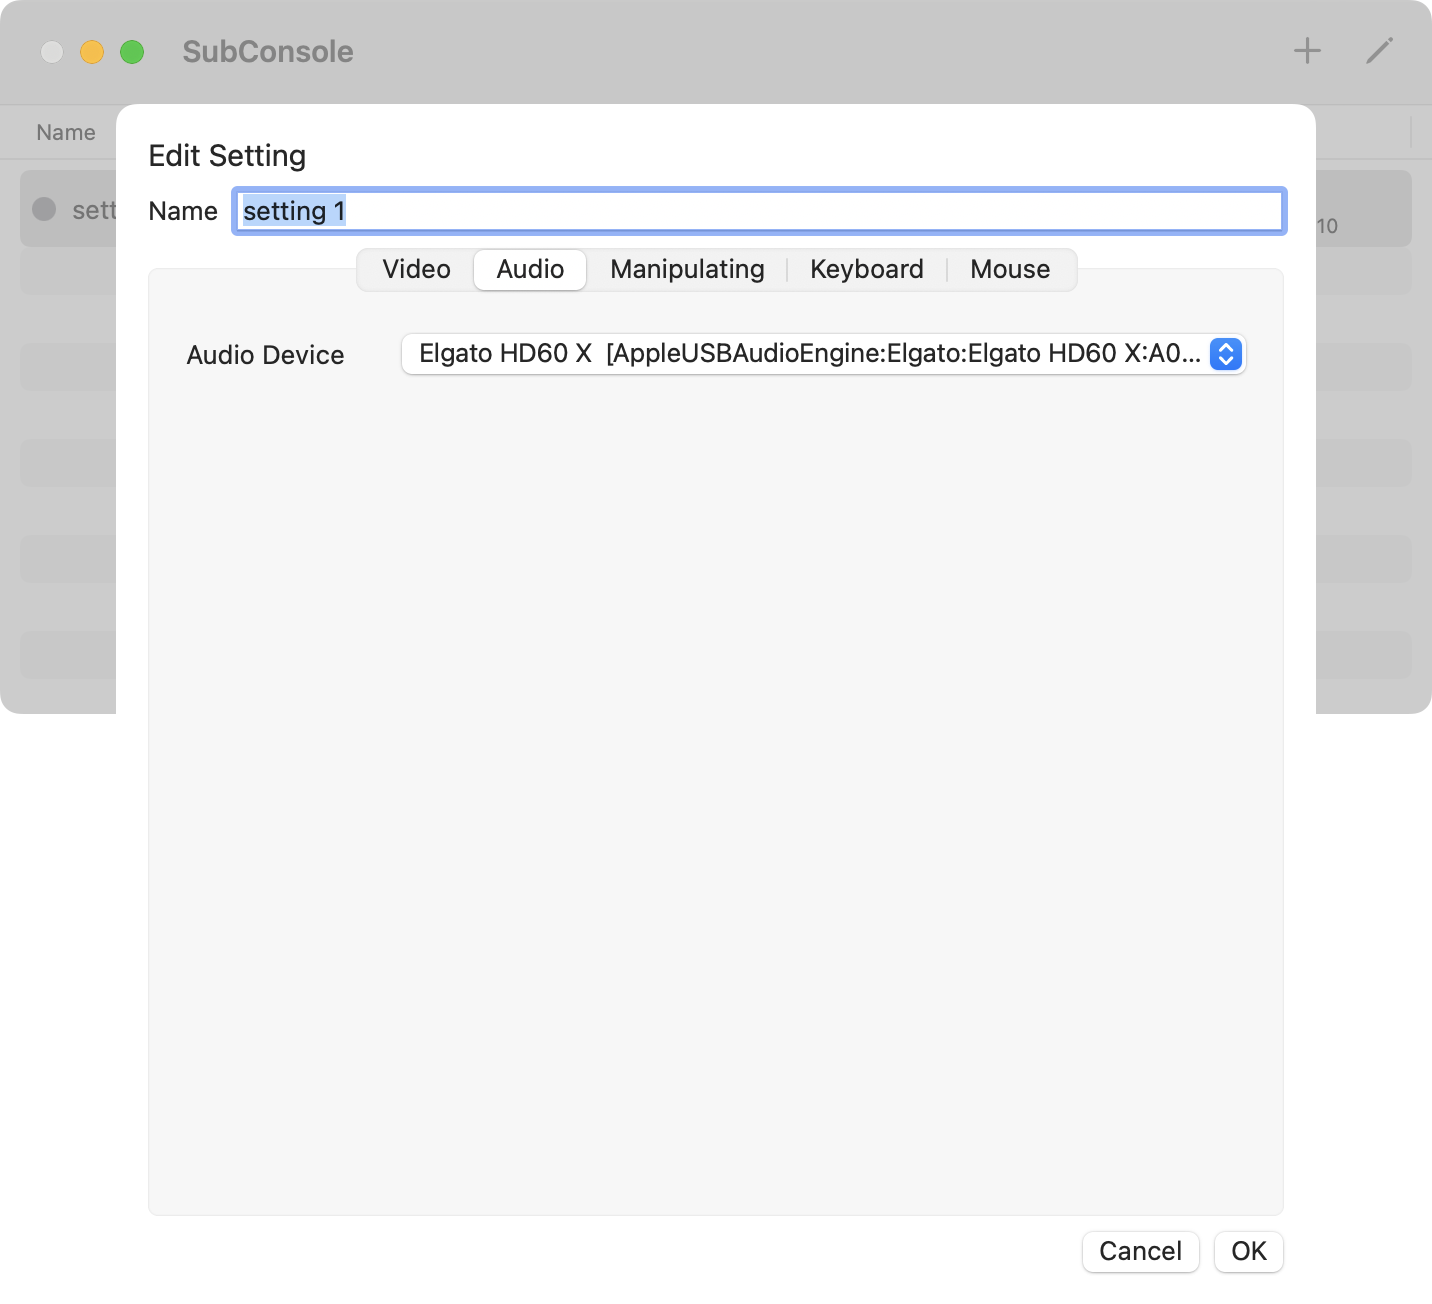 SubConsole
Name
Edit Setting
Name setting 1
sett
10
Video Audio Manipulating Keyboard Mouse
Audio Device Elgato HD60 X [AppleUSBAudioEngine:Elgato:Elgato HD60 X:A0...
Cancel OK